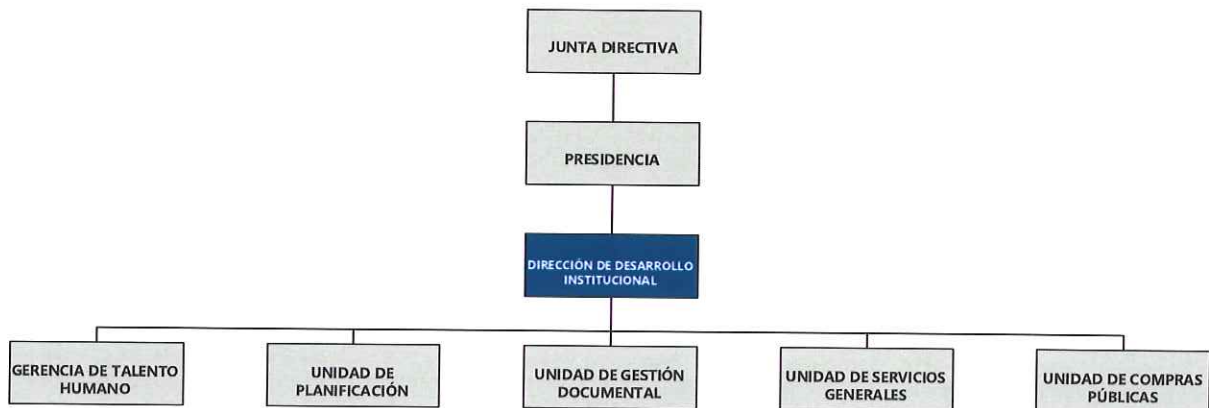 JUNTA DIRECTIVA
PRESIDENCIA
DIRECCIÓN DE DESARROLLO
INSTITUCIONAL
GERENCIA DE TALENTO
HUMANO
UNIDAD DE
PLANIFICACIÓN
UNIDAD DE GESTIÓN
DOCUMENTAL
UNIDAD DE SERVICIOS
GENERALES
UNIDAD DE COMPRAS
PÚBLICAS